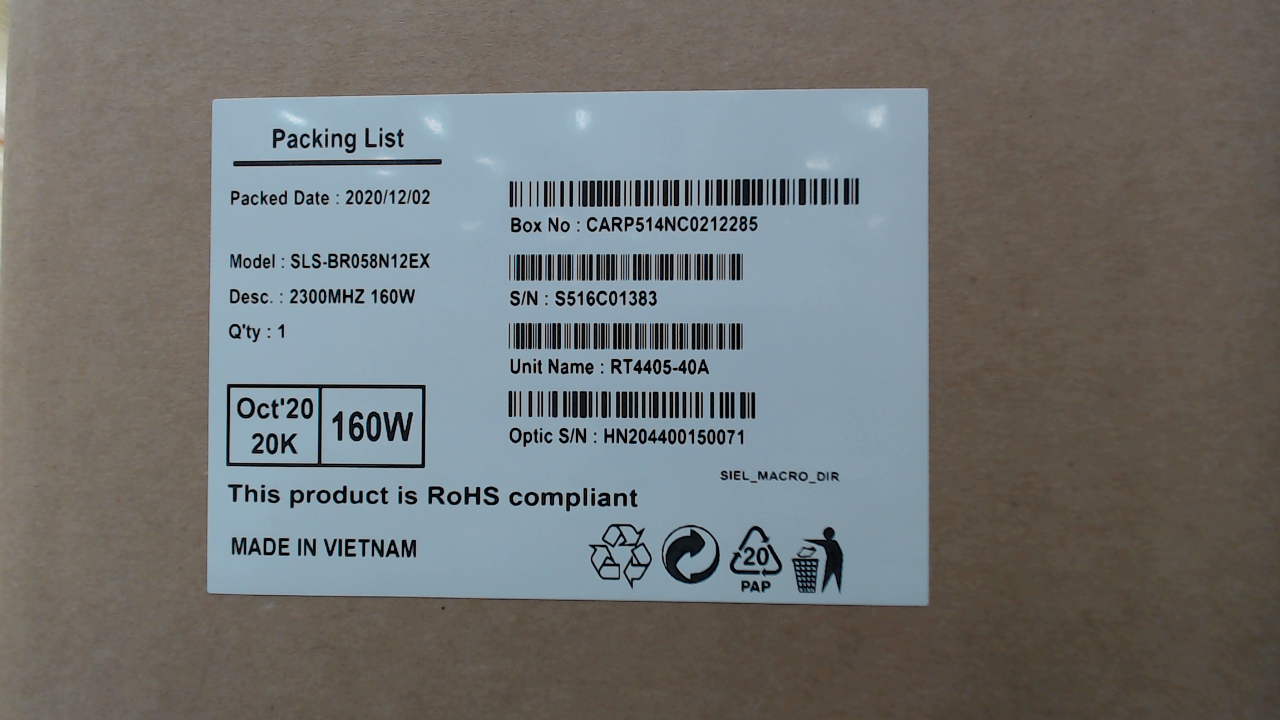 Packing List
Packed Date : 2020/12/02
Model : SLS-BR058N12EX
Desc. : 2300MHZ 160W
Q'ty : 1
Box No : CARP514NC0212285
S/N : S516C01383
Unit Name : RT4405-40A
Optic S/N : HN204400150071
Oct'20
20K
160W
SIEL_MACRO_DIR
This product is RoHS compliant
MADE IN VIETNAM
20
PAP